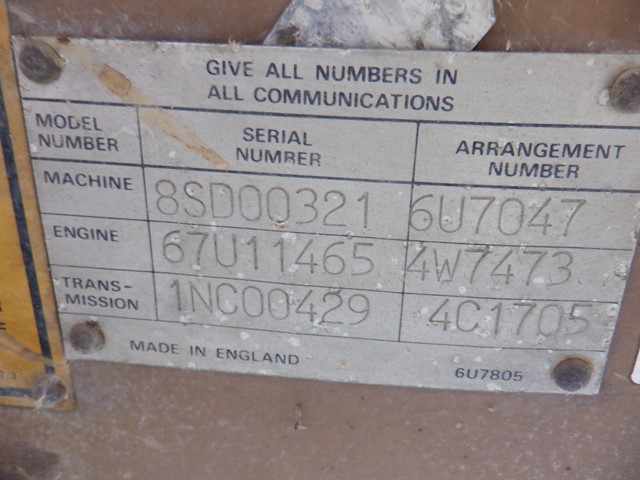 GIVE ALL NUMBERS IN
ALL COMMUNICATIONS
MODEL NUMBER SERIAL NUMBER ARRANGEMENT NUMBER
MACHINE 8SD00321 6U7047
ENGINE 67U11465 4W7473
TRANS-MISSION 1NC00429 4C1705
MADE IN ENGLAND 6U7805